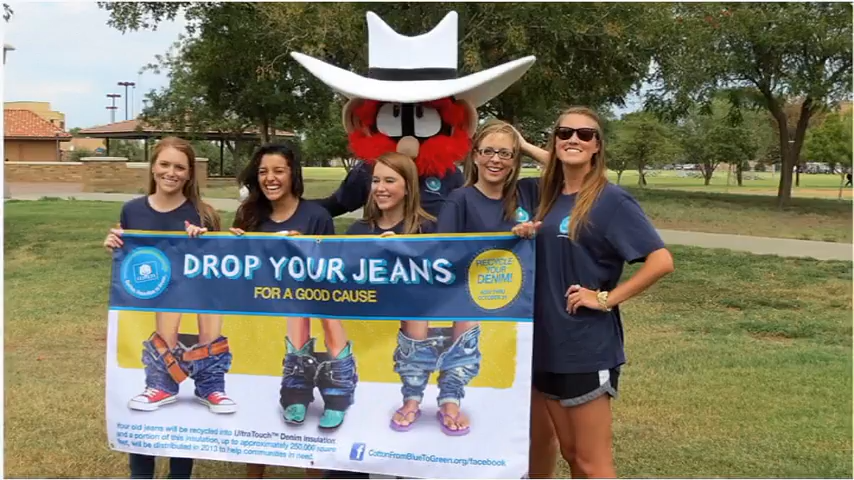 DROP YOUR JEANS
FOR A GOOD CAUSE
RECYCLE
YOUR
DENIM!
Your old jeans will be recycled into UltraTouch™ Denim Insulation
and a portion of this insulation, up to approximately 250,000 square
feet, will be distributed in 2013 to help communities in need.
f CottonFromBlueToGreen.org/facebook